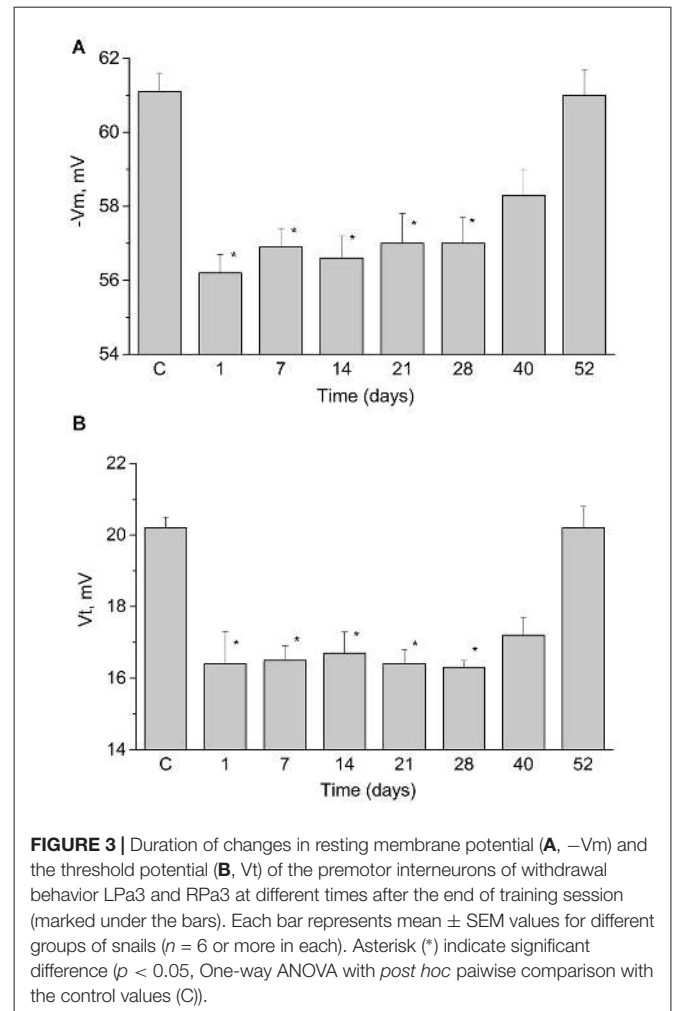 A
62
60
58
56
54
-Vm, mV
* * * * *
C 1 7 14 21 28 40 52
Time (days)
B
22
20
18
16
14
Vt, mV
* * * * *
C 1 7 14 21 28 40 52
Time (days)
FIGURE 3 | Duration of changes in resting membrane potential (A, −Vm) and
the threshold potential (B, Vt) of the premotor interneurons of withdrawal
behavior LPa3 and RPa3 at different times after the end of training session
(marked under the bars). Each bar represents mean ± SEM values for different
groups of snails (n = 6 or more in each). Asterisk (*) indicate significant
difference (p < 0.05, One-way ANOVA with post hoc paiwise comparison with
the control values (C)).